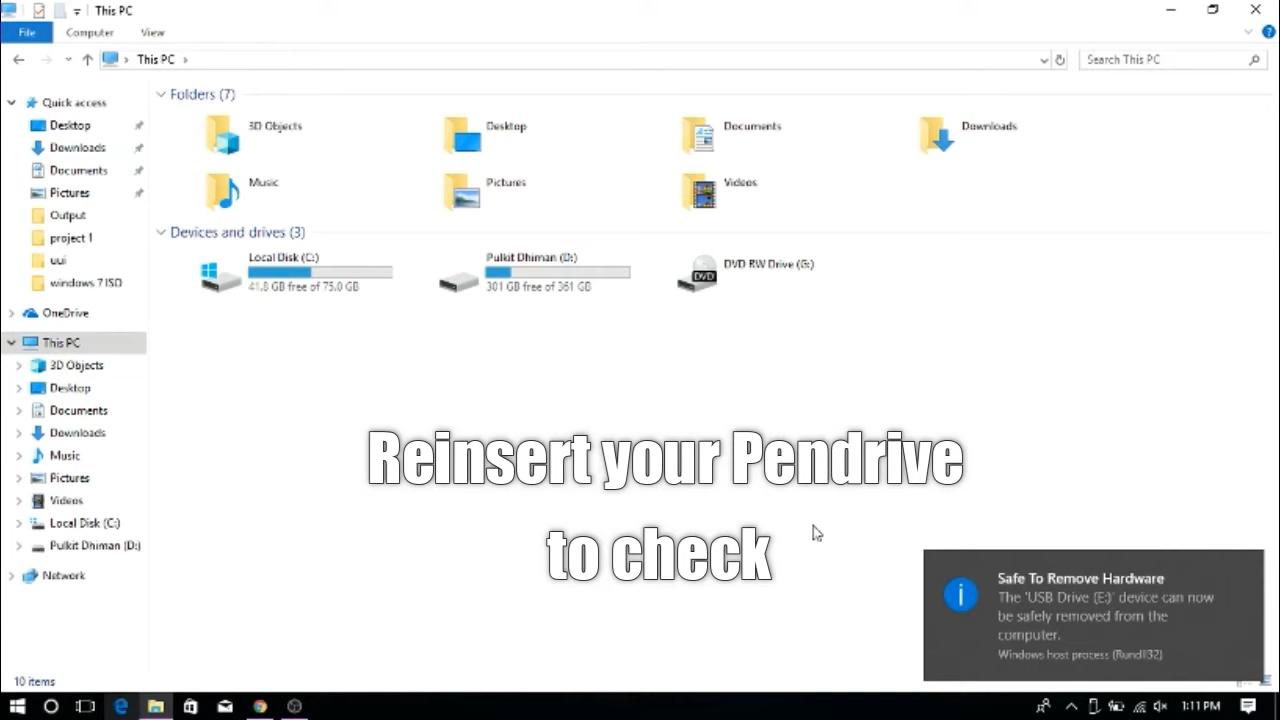 This PC
File Computer View
This PC
Search This PC
Quick access
Desktop
Downloads
Documents
Pictures
Output
project 1
uui
windows 7 ISO
OneDrive
This PC
3D Objects
Desktop
Documents
Downloads
Music
Pictures
Videos
Local Disk (C:)
Pulkit Dhiman (D:)
Network
Folders (7)
3D Objects
Desktop
Documents
Downloads
Music
Pictures
Videos
Devices and drives (3)
Local Disk (C:)
41.8 GB free of 75.0 GB
Pulkit Dhiman (D:)
301 GB free of 361 GB
DVD RW Drive (G:)
DVD
Reinsert your Pendrive
to check
Safe To Remove Hardware
The 'USB Drive (E:)' device can now
be safely removed from the
computer.
Windows host process (Rundll32)
10 items
1:11 PM